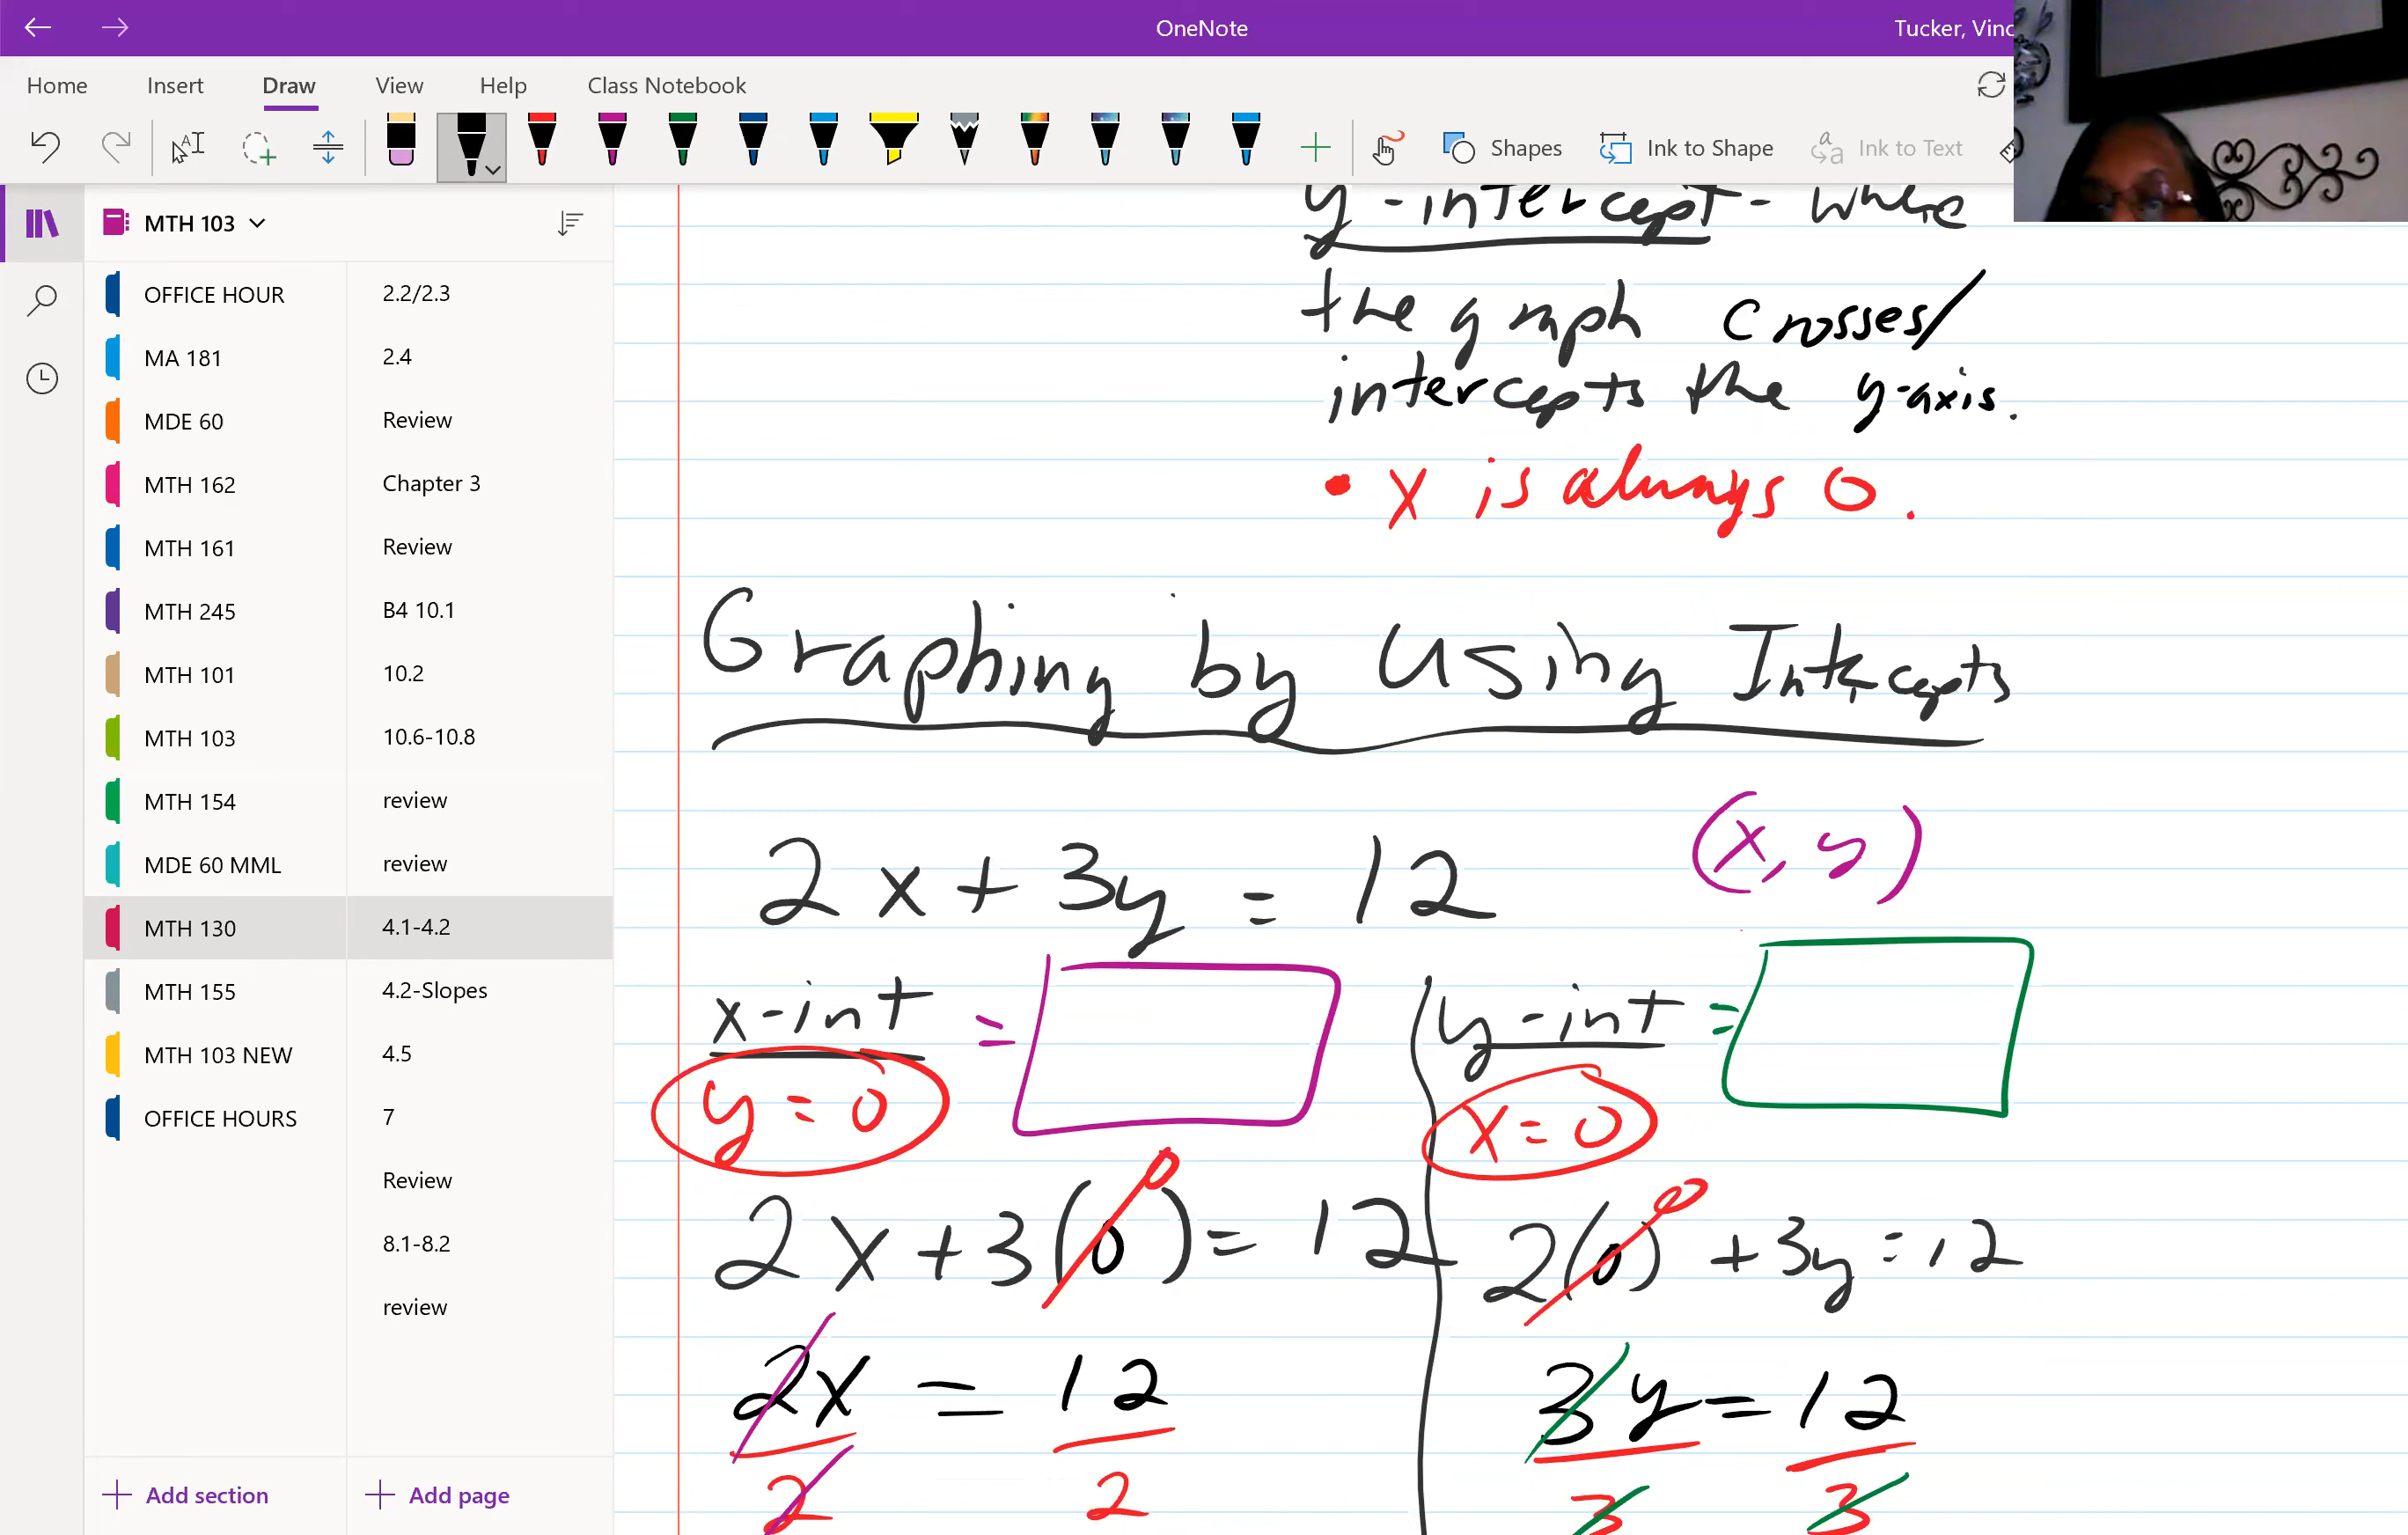 OneNote
Tucker, Vinc
Home Insert Draw View Help Class Notebook
Shapes Ink to Shape Ink to Text
MTH 103
OFFICE HOUR
MA 181
MDE 60
MTH 162
MTH 161
MTH 245
MTH 101
MTH 103
MTH 154
MDE 60 MML
MTH 130
MTH 155
MTH 103 NEW
OFFICE HOURS
Add section
2.2/2.3
2.4
Review
Chapter 3
Review
B4 10.1
10.2
10.6-10.8
review
review
4.1-4.2
4.2-Slopes
4.5
7
Review
8.1-8.2
review
Add page
y-intercept - where
the graph crosses/
intercepts the y-axis.
• x is always 0.
Graphing by Using Intercepts
2x + 3y = 12 (x, y)
x-int = y-int =
y = 0 x = 0
2x + 3(0) = 12 2(0) + 3y = 12
0 0
2x = 12 3y = 12
2 2 3 3